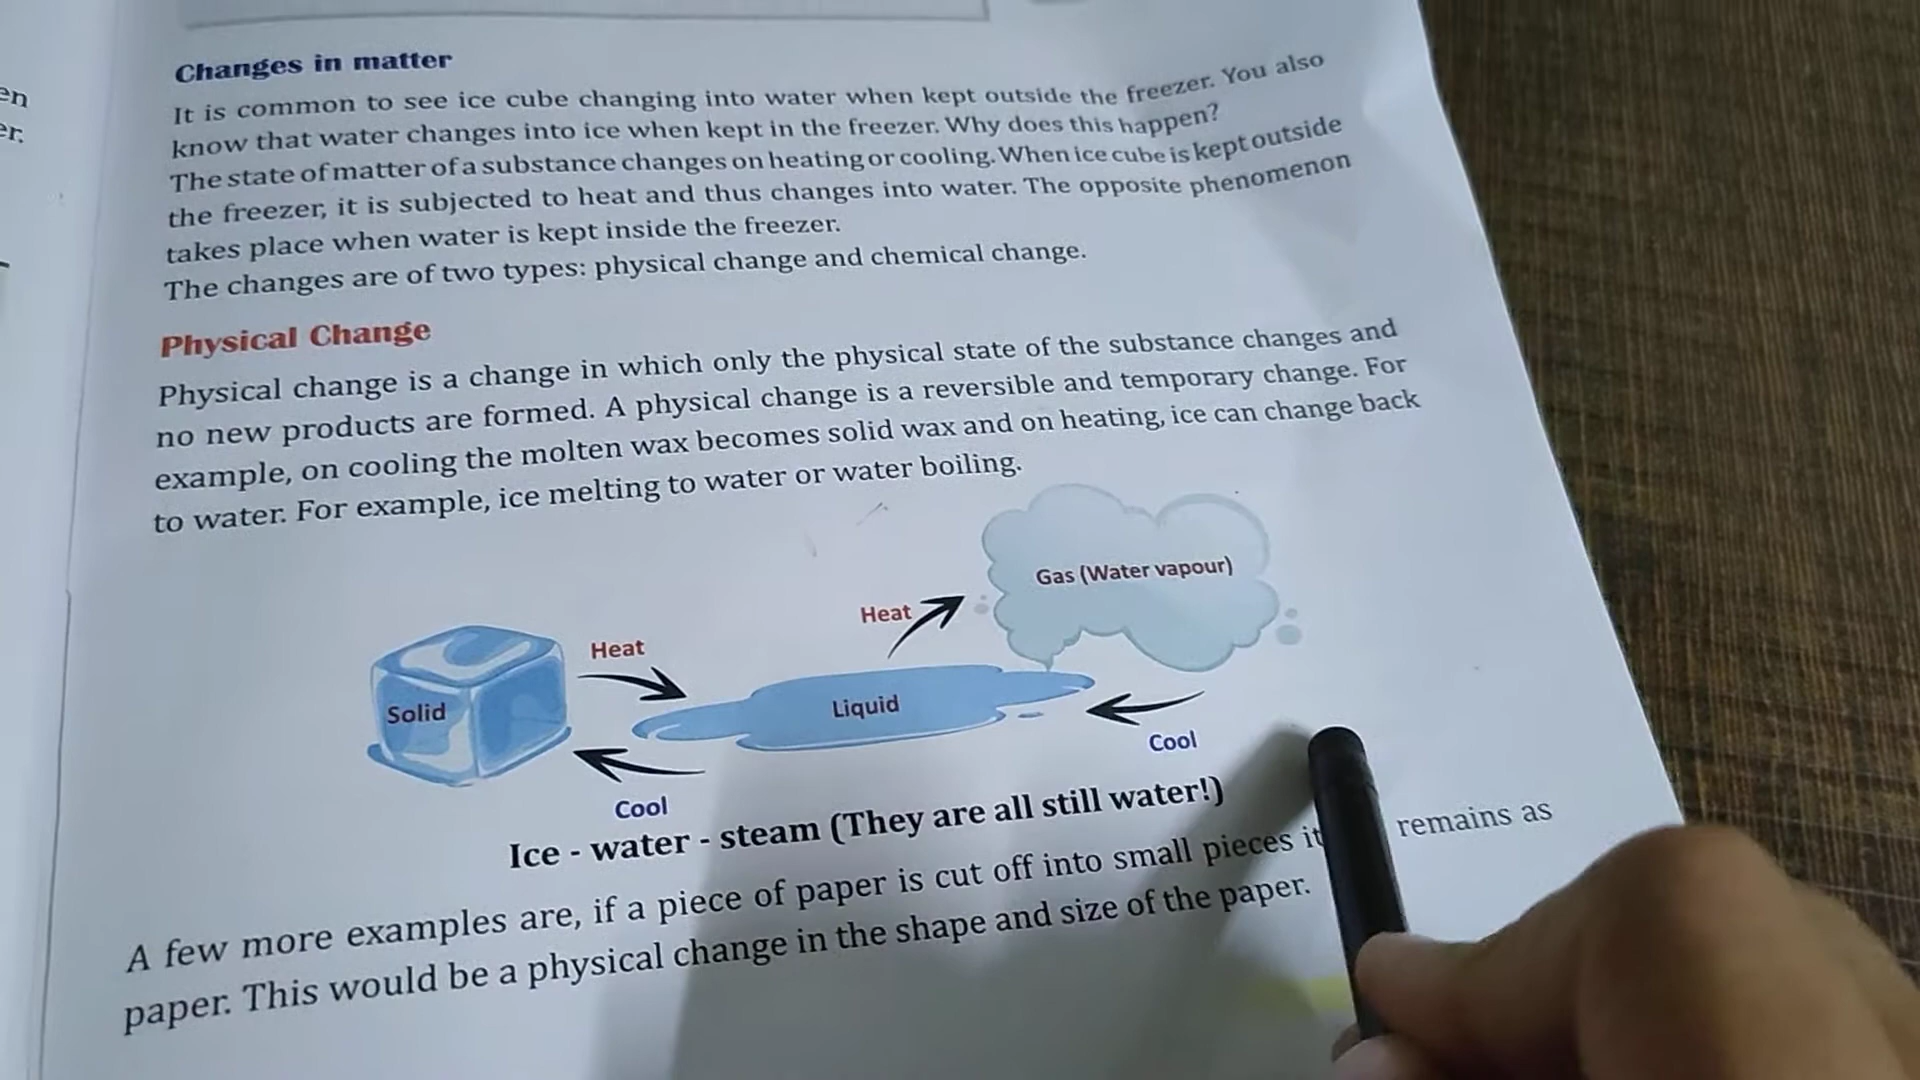 en
er.
Changes in matter
It is common to see ice cube changing into water when kept outside the freezer. You also
know that water changes into ice when kept in the freezer. Why does this happen?
The state of matter of a substance changes on heating or cooling. When ice cube is kept outside
the freezer, it is subjected to heat and thus changes into water. The opposite phenomenon
takes place when water is kept inside the freezer.
The changes are of two types: physical change and chemical change.
Physical Change
Physical change is a change in which only the physical state of the substance changes and
no new products are formed. A physical change is a reversible and temporary change. For
example, on cooling the molten wax becomes solid wax and on heating, ice can change back
to water. For example, ice melting to water or water boiling.
Gas (Water vapour)
Heat
Heat
Solid
Liquid
Cool
Cool
Ice - water - steam (They are all still water!)
A few more examples are, if a piece of paper is cut off into small pieces it remains as
paper. This would be a physical change in the shape and size of the paper.